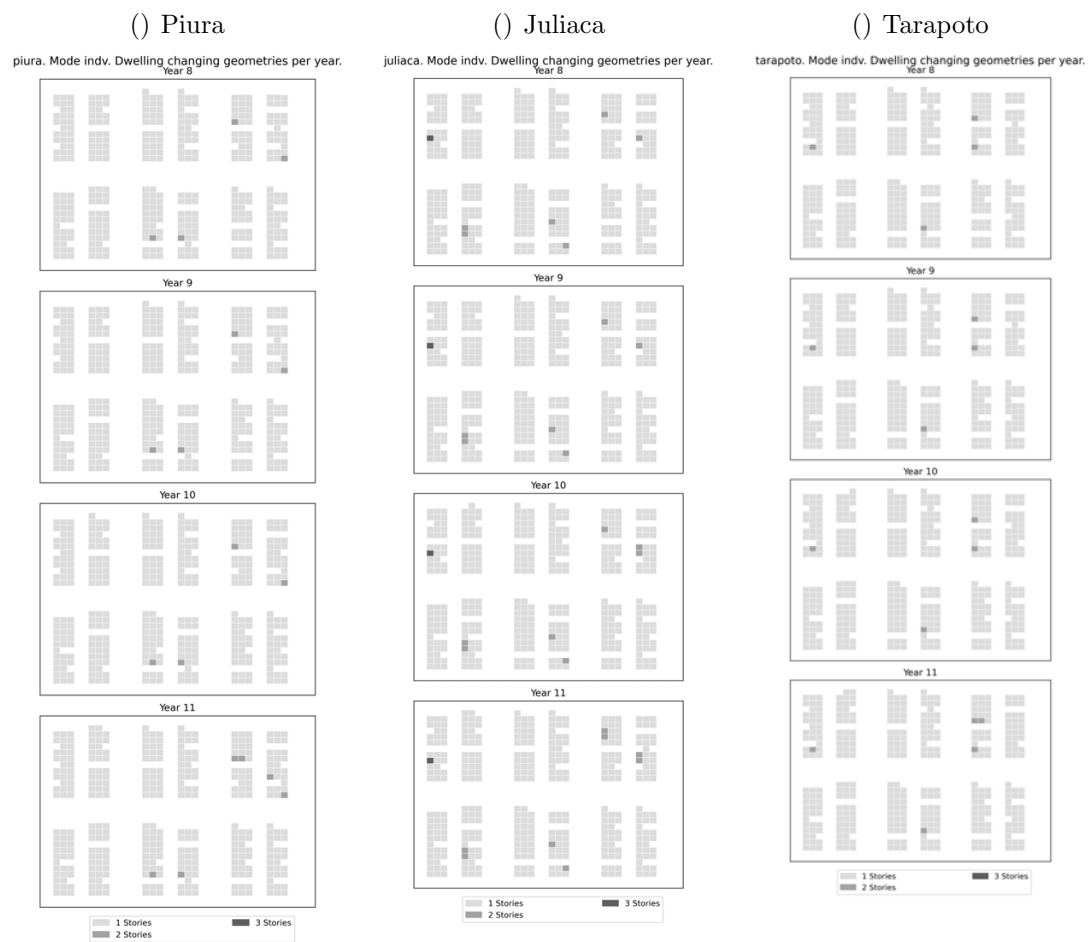 () Piura
piura. Mode indv. Dwelling changing geometries per year.
Year 8
Year 9
Year 10
Year 11
1 Stories
2 Stories
3 Stories
() Juliaca
juliaca. Mode indv. Dwelling changing geometries per year.
Year 8
Year 9
Year 10
Year 11
1 Stories
2 Stories
3 Stories
() Tarapoto
tarapoto. Mode indv. Dwelling changing geometries per year.
Year 8
Year 9
Year 10
Year 11
1 Stories
2 Stories
3 Stories